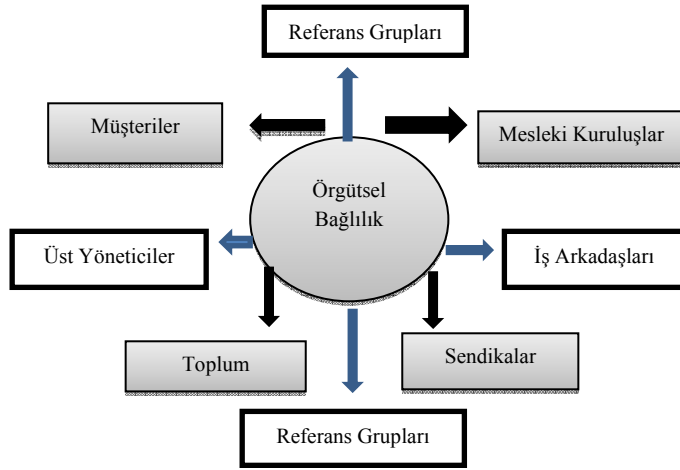 Referans Grupları
Müşteriler
Mesleki Kuruluşlar
Örgütsel
Bağlılık
Üst Yöneticiler
İş Arkadaşları
Toplum
Sendikalar
Referans Grupları